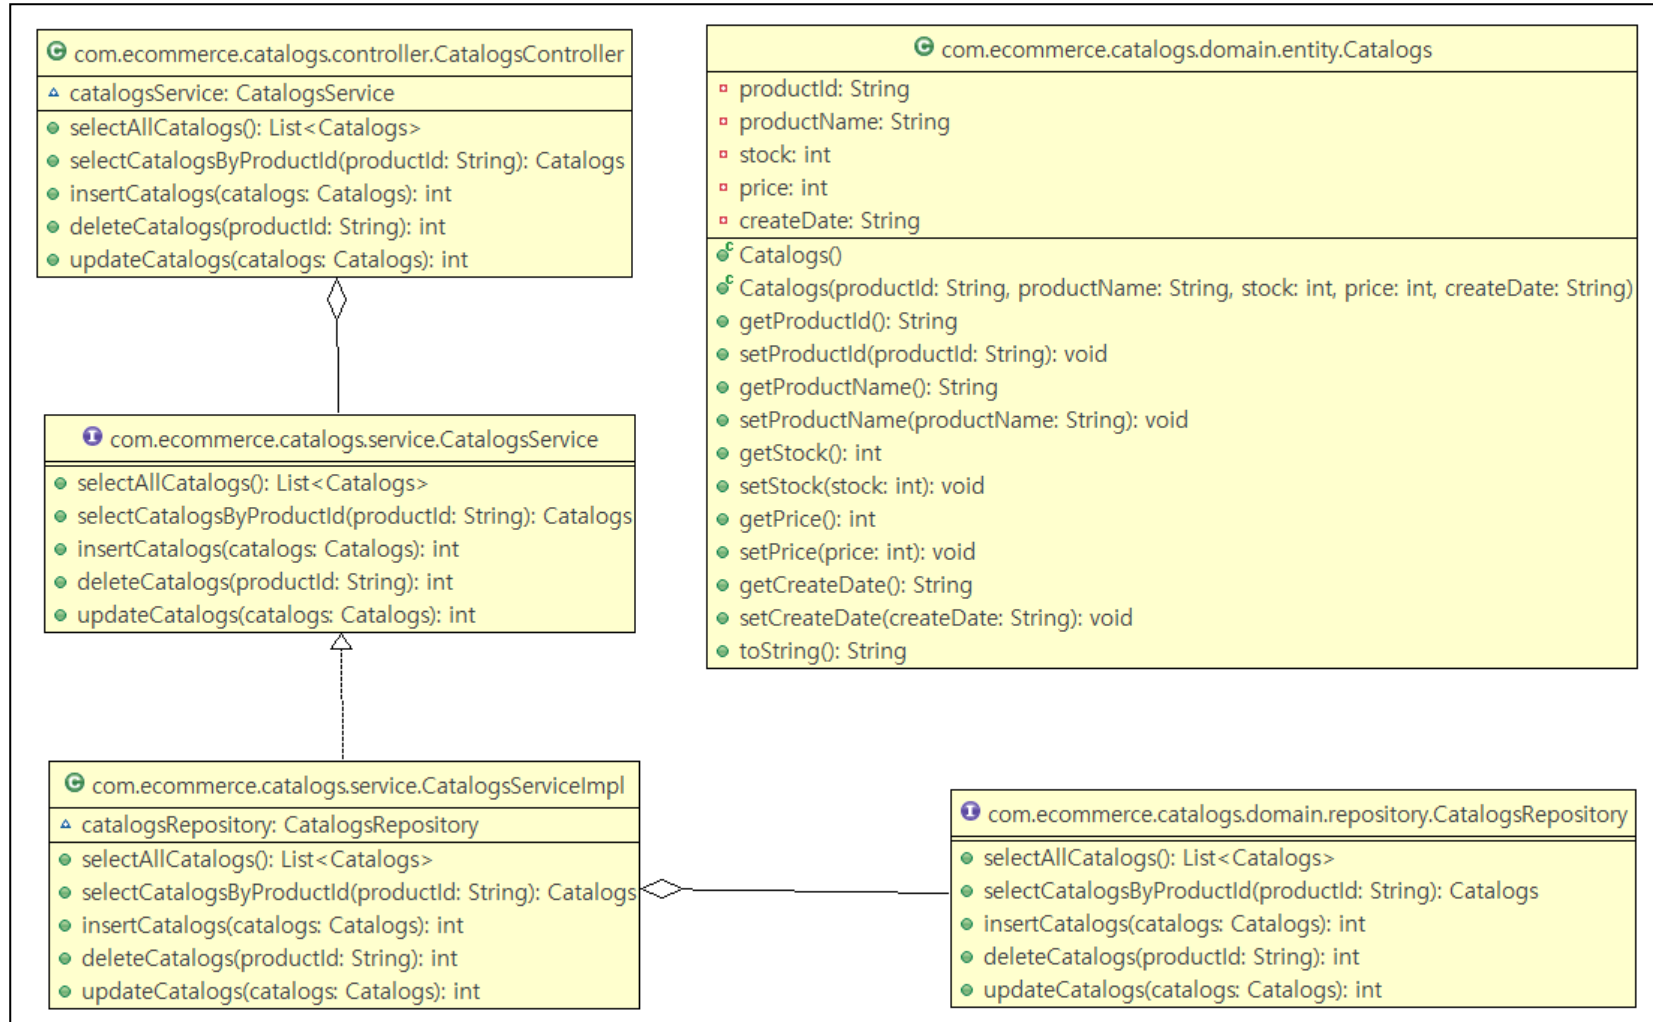 com.ecommerce.catalogs.controller.CatalogsController
catalogsService: CatalogsService
selectAllCatalogs(): List<Catalogs>
selectCatalogsByProductId(productId: String): Catalogs
insertCatalogs(catalogs: Catalogs): int
deleteCatalogs(productId: String): int
updateCatalogs(catalogs: Catalogs): int
com.ecommerce.catalogs.domain.entity.Catalogs
productId: String
productName: String
stock: int
price: int
createDate: String
Catalogs()
Catalogs(productId: String, productName: String, stock: int, price: int, createDate: String)
getProductId(): String
setProductId(productId: String): void
getProductName(): String
setProductName(productName: String): void
getStock(): int
setStock(stock: int): void
getPrice(): int
setPrice(price: int): void
getCreateDate(): String
setCreateDate(createDate: String): void
toString(): String
com.ecommerce.catalogs.service.CatalogsService
selectAllCatalogs(): List<Catalogs>
selectCatalogsByProductId(productId: String): Catalogs
insertCatalogs(catalogs: Catalogs): int
deleteCatalogs(productId: String): int
updateCatalogs(catalogs: Catalogs): int
com.ecommerce.catalogs.service.CatalogsServiceImpl
catalogsRepository: CatalogsRepository
selectAllCatalogs(): List<Catalogs>
selectCatalogsByProductId(productId: String): Catalogs
insertCatalogs(catalogs: Catalogs): int
deleteCatalogs(productId: String): int
updateCatalogs(catalogs: Catalogs): int
com.ecommerce.catalogs.domain.repository.CatalogsRepository
selectAllCatalogs(): List<Catalogs>
selectCatalogsByProductId(productId: String): Catalogs
insertCatalogs(catalogs: Catalogs): int
deleteCatalogs(productId: String): int
updateCatalogs(catalogs: Catalogs): int